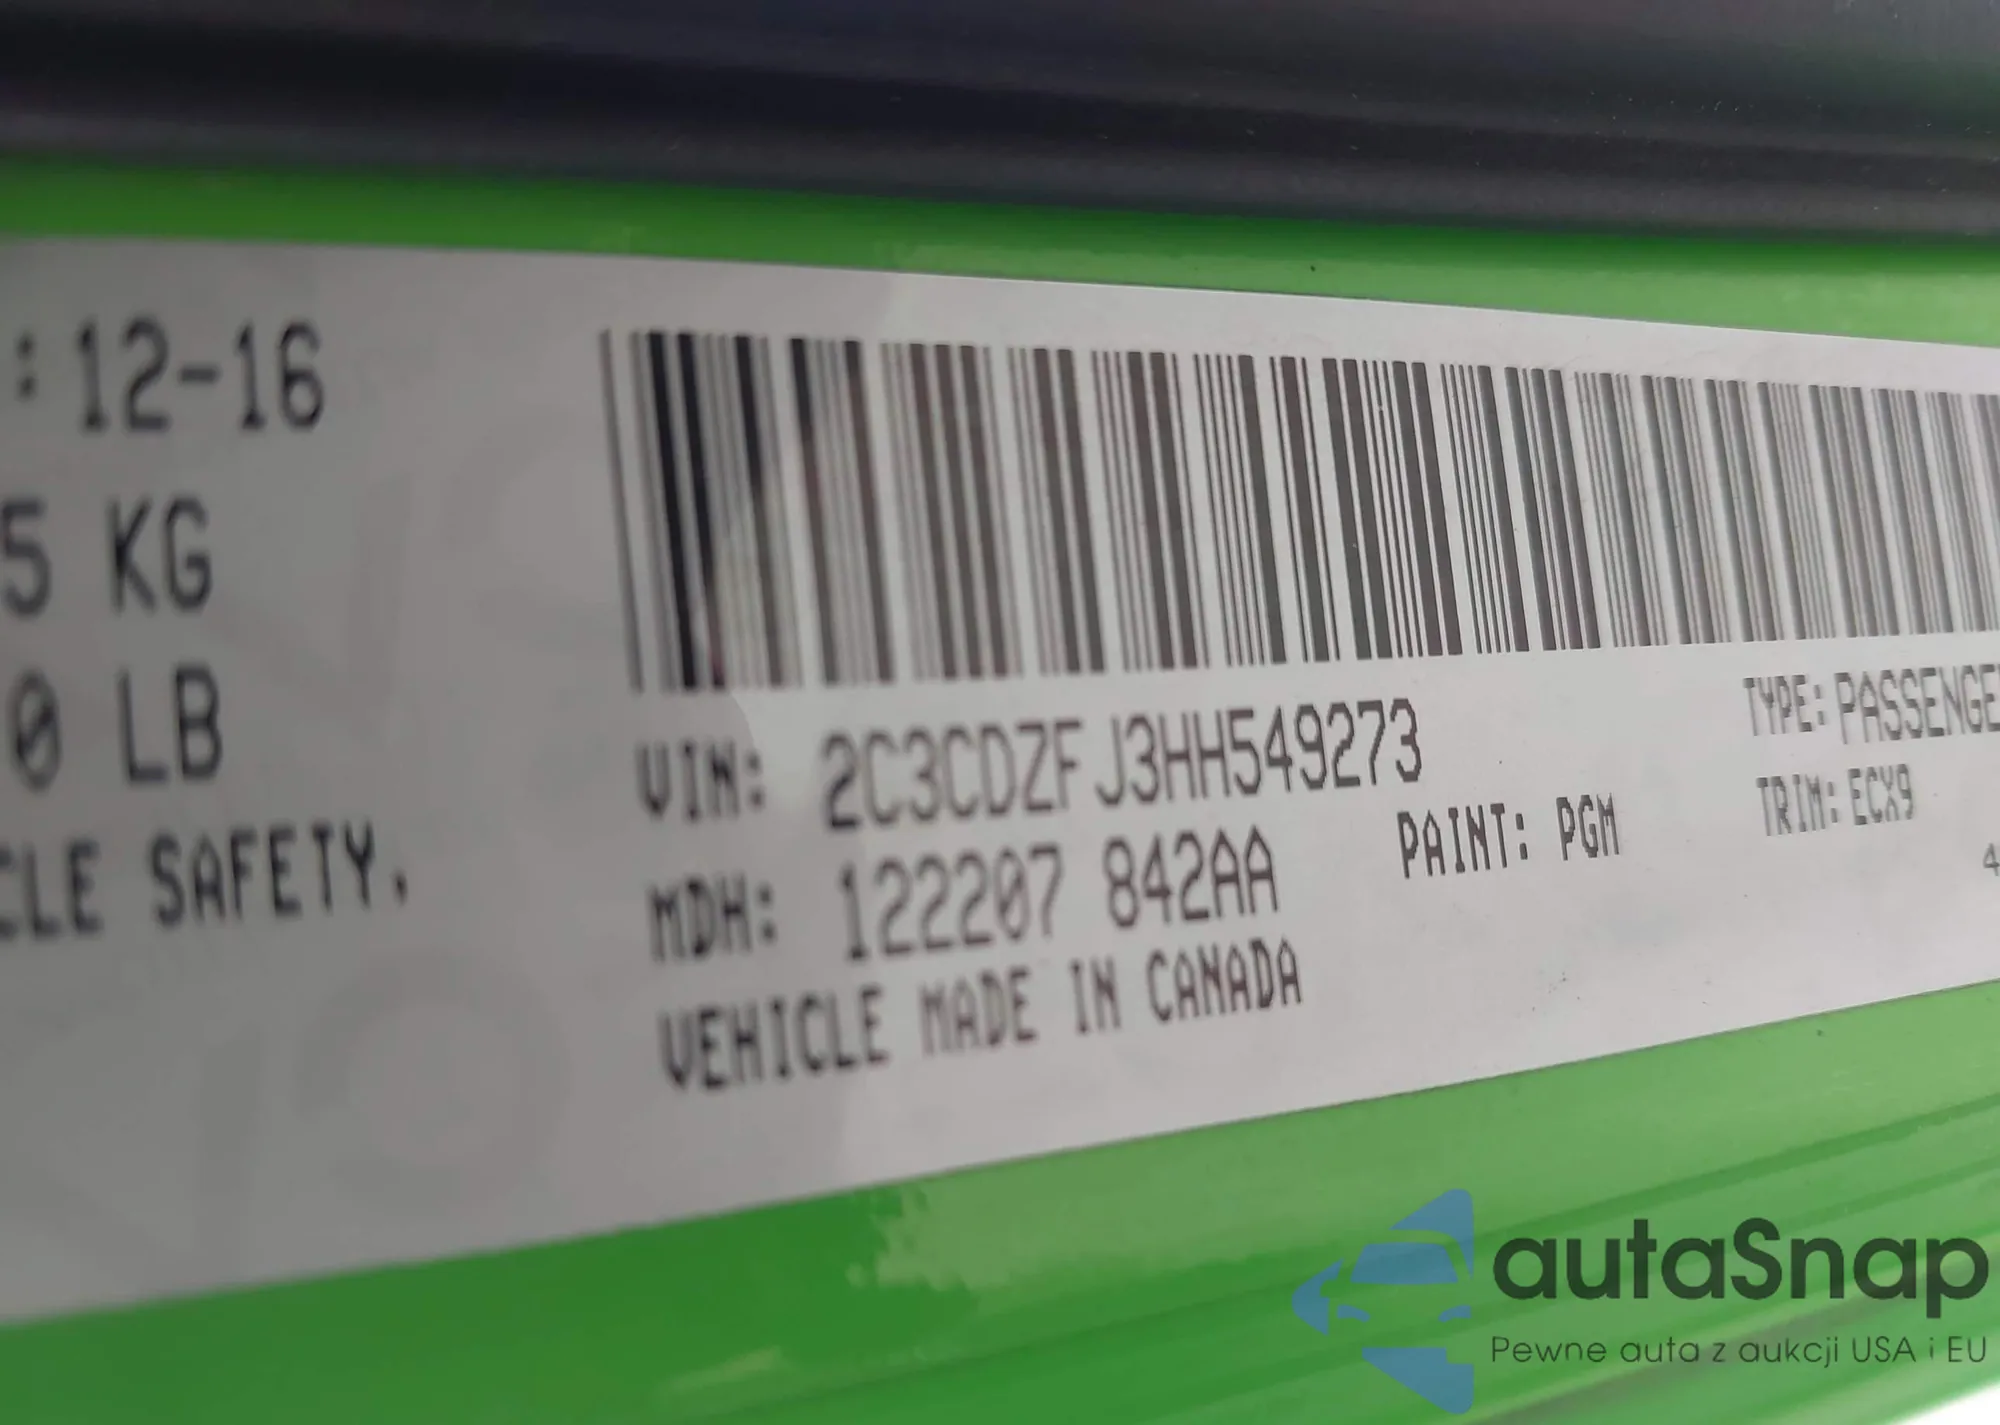 : 12-16
5 KG
0 LB
CLE SAFETY,
VIN: 2C3CDZFJ3HH549273
TYPE: PASSENGE
MDH: 122207 842AA
PAINT: PGM
TRIM: ECX9
4
VEHICLE MADE IN CANADA
autaSnap
Pewne auta z aukcji USA i EU